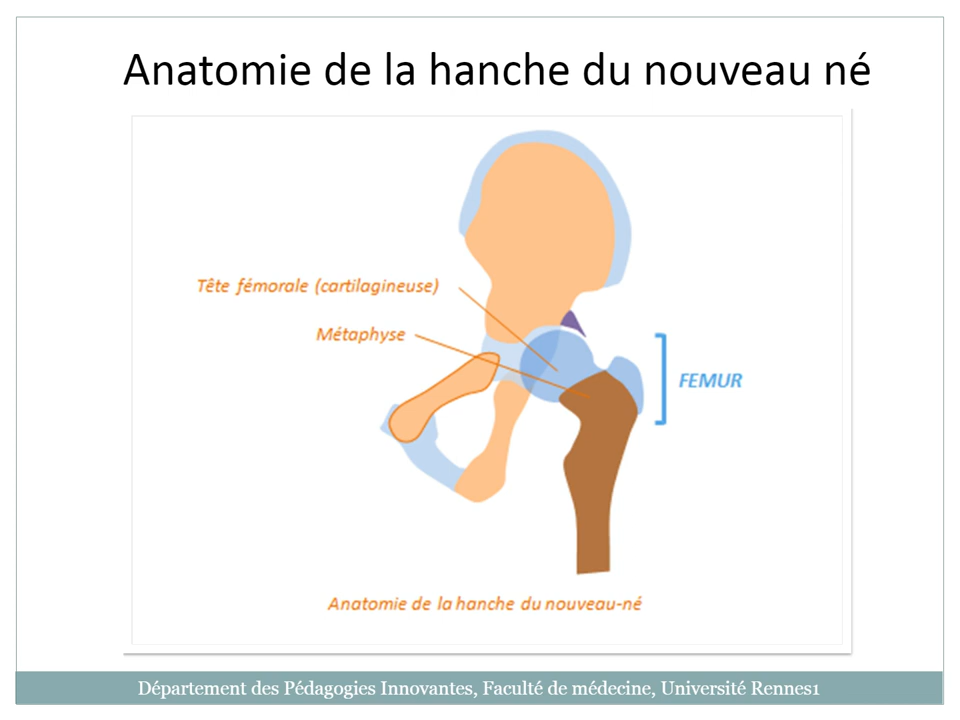 Anatomie de la hanche du nouveau né
Tête fémorale (cartilagineuse)
Métaphyse
FEMUR
Anatomie de la hanche du nouveau-né
Département des Pédagogies Innovantes, Faculté de médecine, Université Rennes1